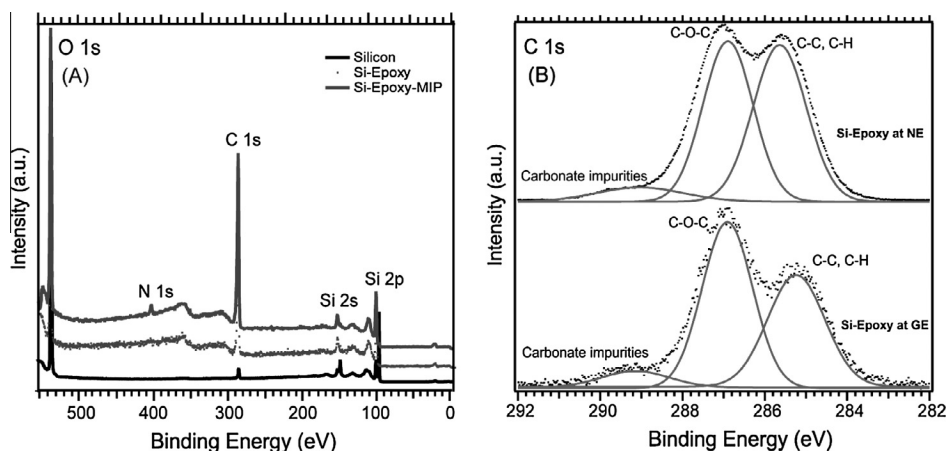 O 1s
(A)
Silicon
Si-Epoxy
Si-Epoxy-MIP
C 1s
N 1s
Si 2s
Si 2p
Intensity (a.u.)
500 400 300 200 100 0
Binding Energy (eV)
C 1s
(B)
C-O-C
C-C, C-H
Si-Epoxy at NE
Carbonate impurities
C-O-C
C-C, C-H
Si-Epoxy at GE
Carbonate impurities
Intensity (a.u.)
292 290 288 286 284 282
Binding Energy (eV)